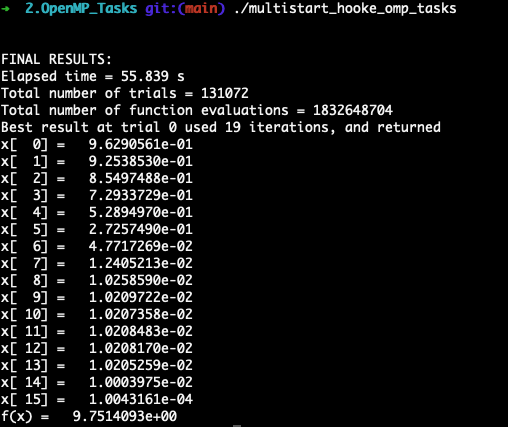 ➜  2.OpenMP_Tasks git:(main) ./multistart_hooke_omp_tasks
FINAL RESULTS:
Elapsed time = 55.839 s
Total number of trials = 131072
Total number of function evaluations = 1832648704
Best result at trial 0 used 19 iterations, and returned
x[  0] =   9.6290561e-01
x[  1] =   9.2538530e-01
x[  2] =   8.5497488e-01
x[  3] =   7.2933729e-01
x[  4] =   5.2894970e-01
x[  5] =   2.7257490e-01
x[  6] =   4.7717269e-02
x[  7] =   1.2405213e-02
x[  8] =   1.0258590e-02
x[  9] =   1.0209722e-02
x[ 10] =   1.0207358e-02
x[ 11] =   1.0208483e-02
x[ 12] =   1.0208170e-02
x[ 13] =   1.0205259e-02
x[ 14] =   1.0003975e-02
x[ 15] =   1.0043161e-04
f(x) =   9.7514093e+00